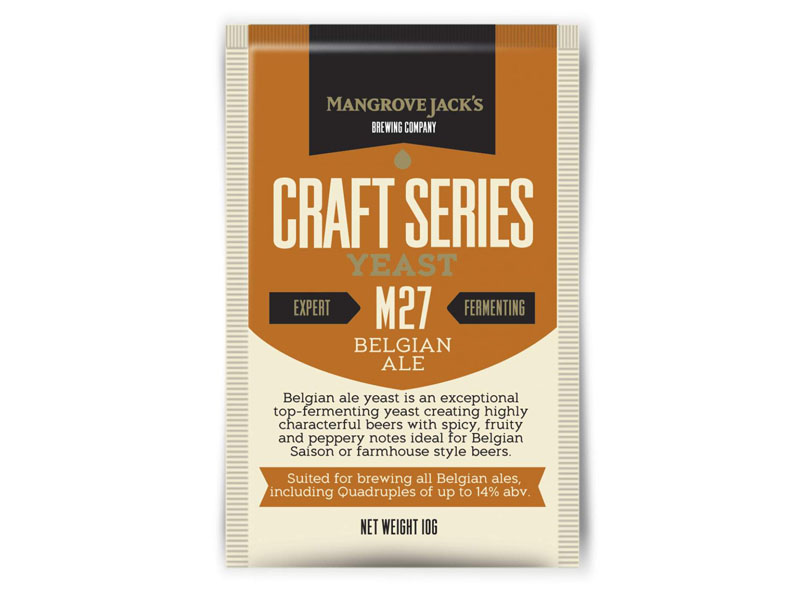 MANGROVE JACK'S
BREWING COMPANY
CRAFT SERIES
YEAST
EXPERT
M27
FERMENTING
BELGIAN
ALE
Belgian ale yeast is an exceptional
top-fermenting yeast creating highly
characterful beers with spicy, fruity
and peppery notes ideal for Belgian
Saison or farmhouse style beers.
Suited for brewing all Belgian ales,
including Quadruples of up to 14% abv.
NET WEIGHT 10G